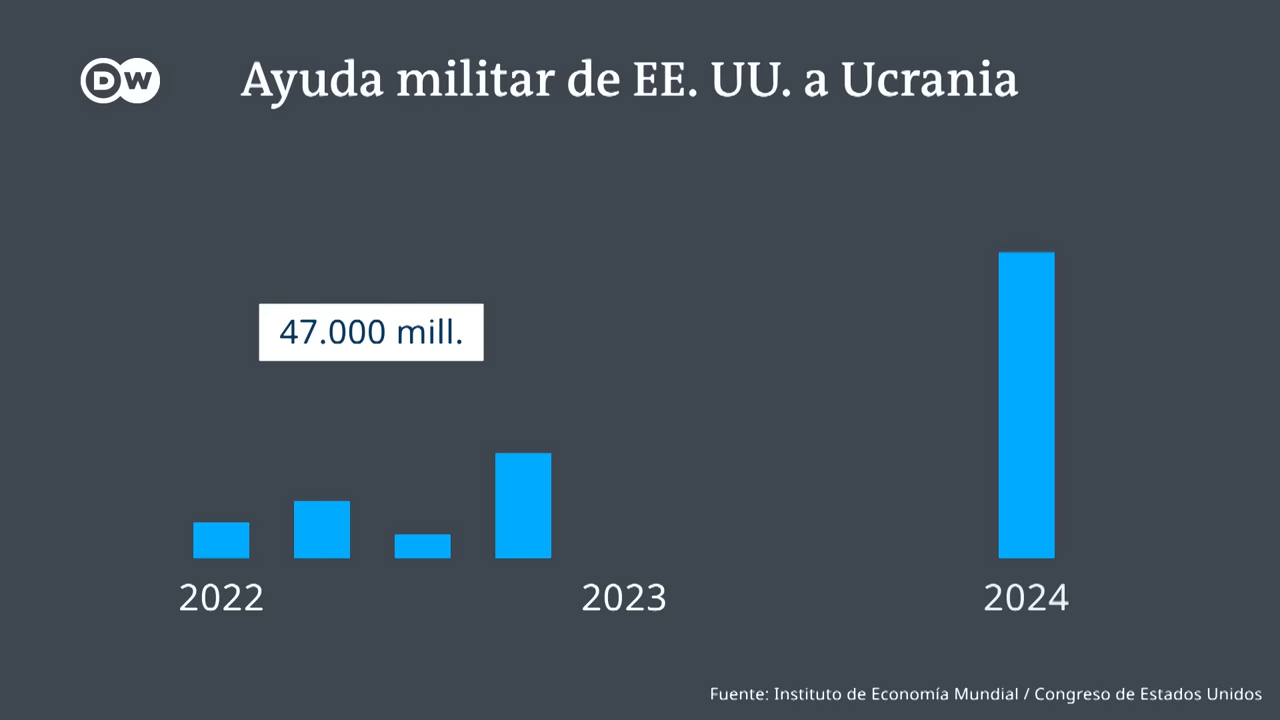 DW
Ayuda militar de EE. UU. a Ucrania
47.000 mill.
2022
2023
2024
Fuente: Instituto de Economía Mundial / Congreso de Estados Unidos